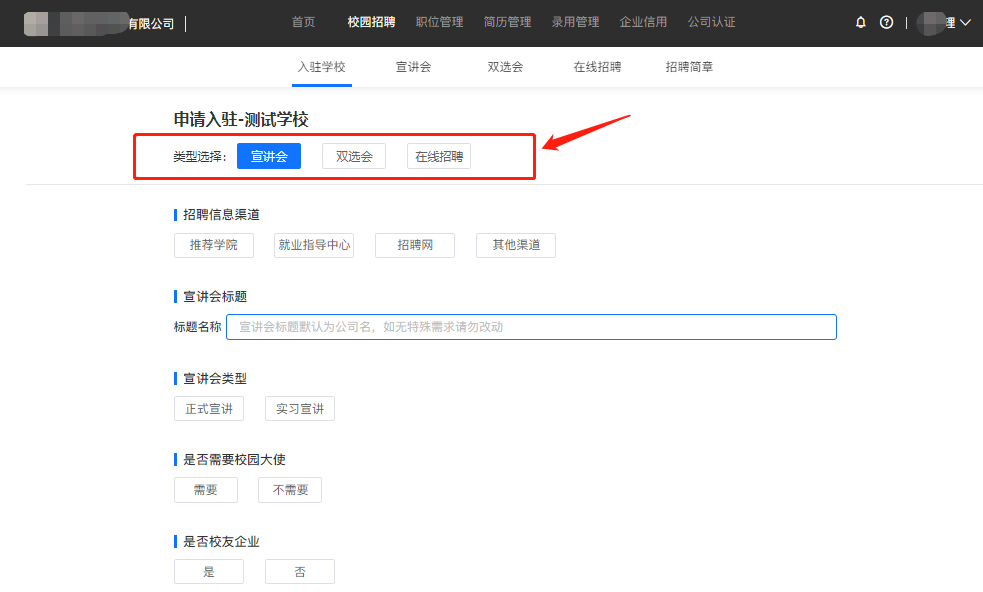 有限公司 首页 校园招聘 职位管理 简历管理 录用管理 企业信用 公司认证 理
入驻学校 宣讲会 双选会 在线招聘 招聘简章
申请入驻-测试学校
类型选择: 宣讲会 双选会 在线招聘
招聘信息渠道
推荐学院 就业指导中心 招聘网 其他渠道
宣讲会标题
标题名称 宣讲会标题默认为公司名，如无特殊需求请勿改动
宣讲会类型
正式宣讲 实习宣讲
是否需要校园大使
需要 不需要
是否校友企业
是 否